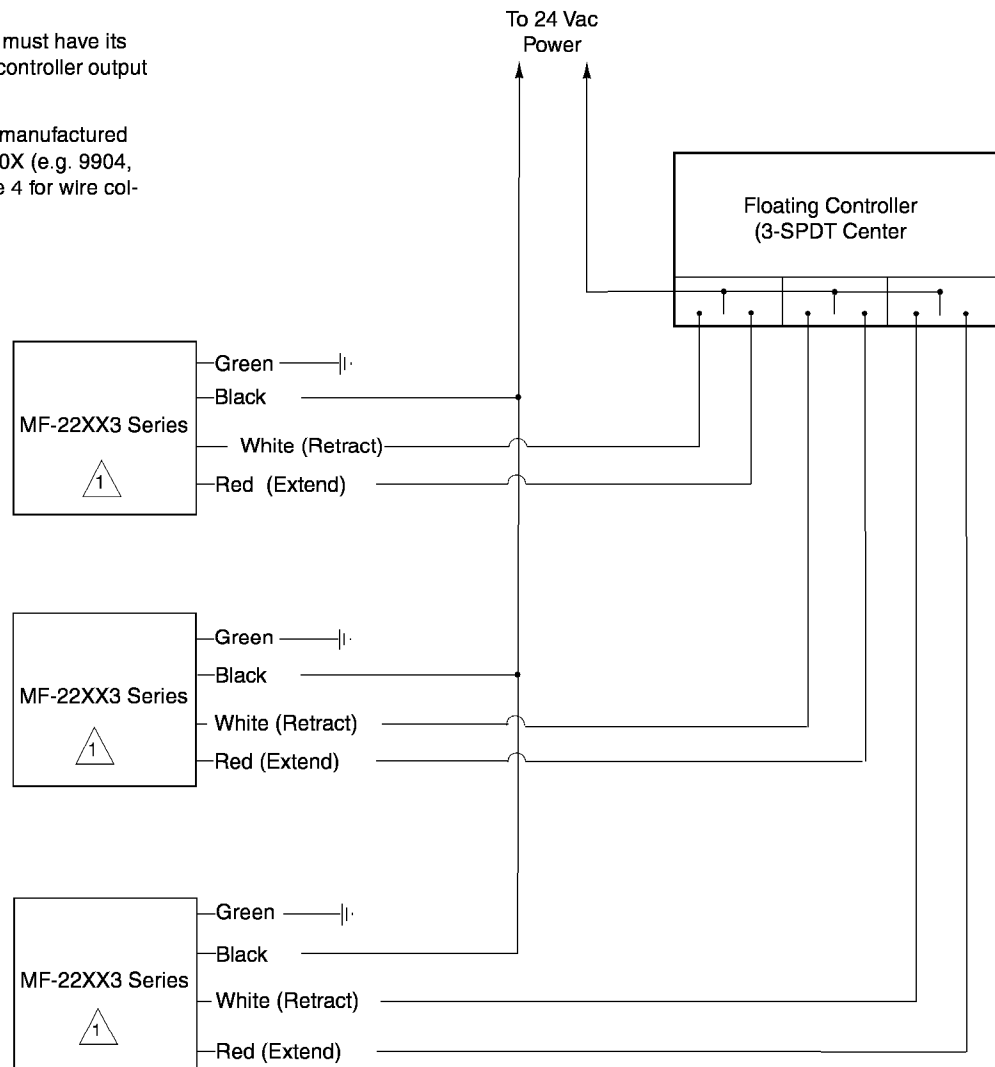 must have its
controller output
manufactured
0X (e.g. 9904,
e 4 for wire col-
To 24 Vac
Power
Floating Controller
(3-SPDT Center
MF-22XX3 Series
1
Green
Black
White (Retract)
Red (Extend)
MF-22XX3 Series
1
Green
Black
White (Retract)
Red (Extend)
MF-22XX3 Series
1
Green
Black
White (Retract)
Red (Extend)